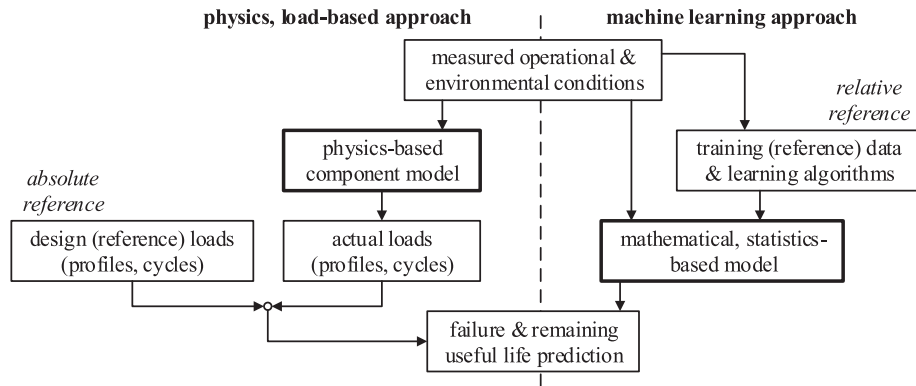 physics, load-based approach
machine learning approach
measured operational &
environmental conditions
relative
reference
physics-based
component model
training (reference) data
& learning algorithms
absolute
reference
design (reference) loads
(profiles, cycles)
actual loads
(profiles, cycles)
mathematical, statistics-
based model
failure & remaining
useful life prediction